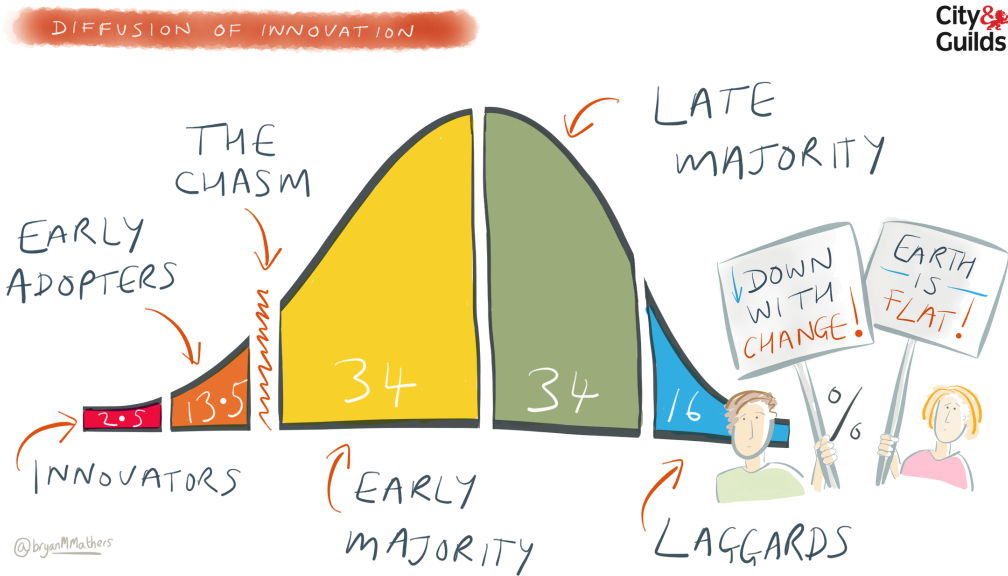 DIFFUSION OF INNOVATION
City&
Guilds
THE
CHASM
LATE
MAJORITY
EARLY
ADOPTERS
↓DOWN
WITH
CHANGE!
EARTH
IS
FLAT!
2.5
13.5
34
34
16
%
INNOVATORS
EARLY
MAJORITY
LAGGARDS
@bryanMMathers